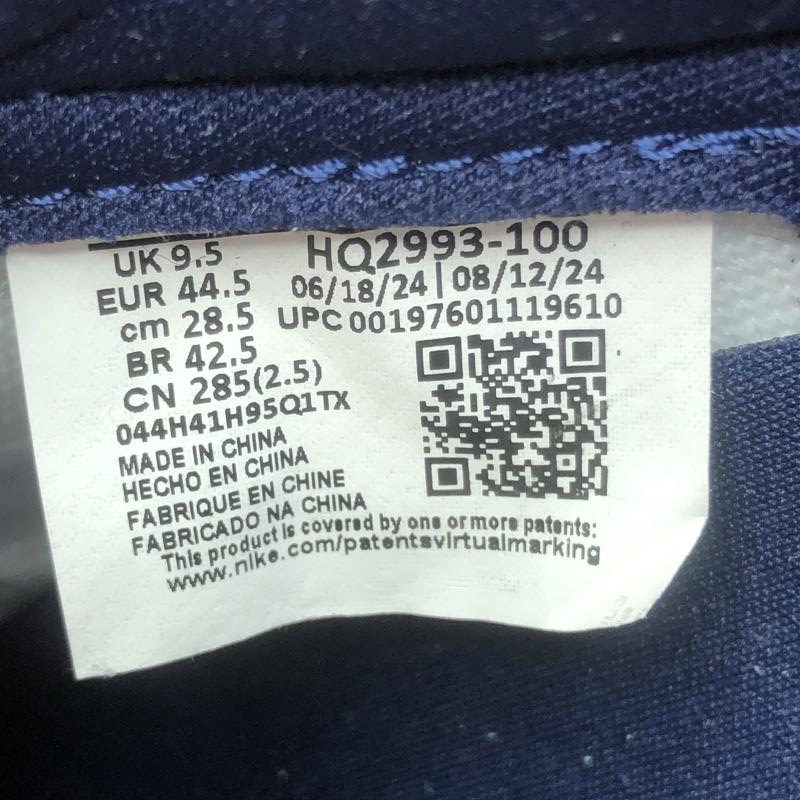 UK 9.5
EUR 44.5
cm 28.5
BR 42.5
CN 285(2.5)
HQ2993-100
06/18/24 | 08/12/24
UPC 00197601119610
044H41H95Q1TX
MADE IN CHINA
HECHO EN CHINA
FABRIQUE EN CHINE
FABRICADO NA CHINA
This product is covered by one or more patents:
www.nike.com/patentsvirtualmarking